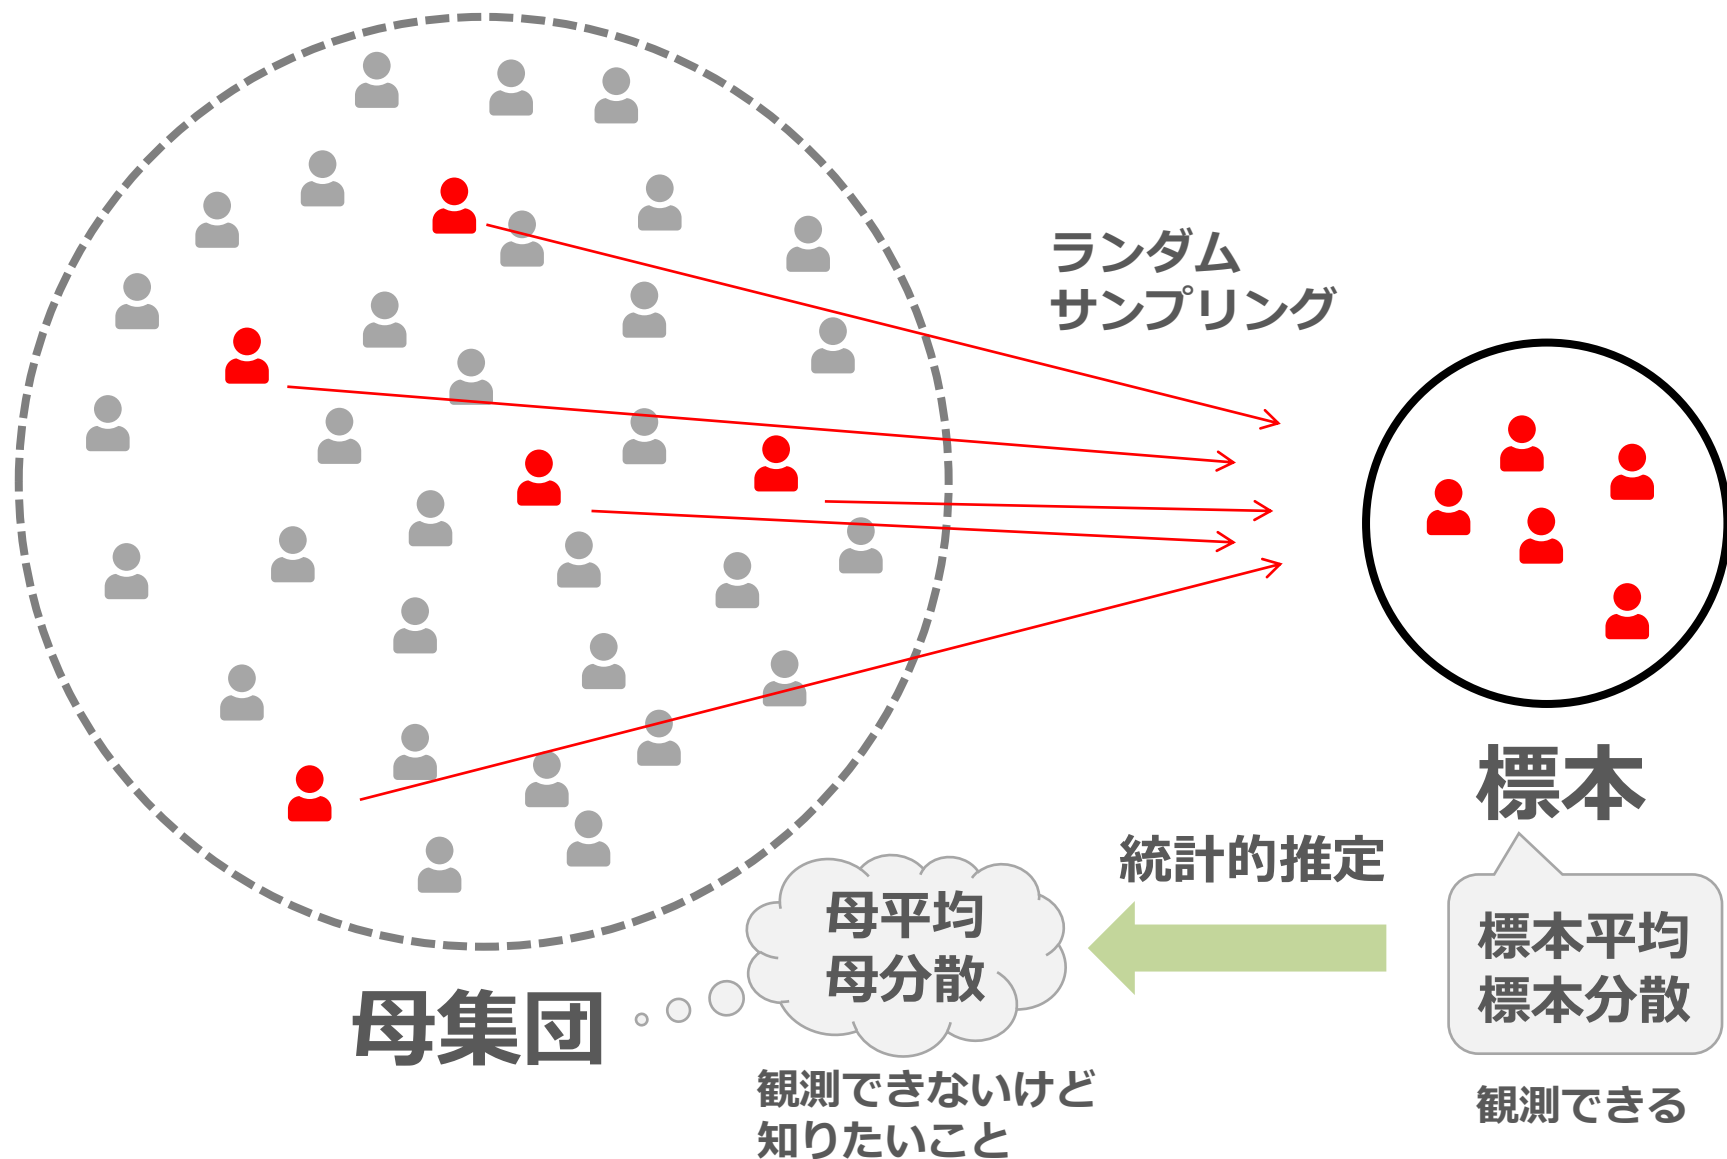 ランダム
サンプリング
標本
統計的推定
母平均
母分散
標本平均
標本分散
母集団
観測できないけど
知りたいこと
観測できる